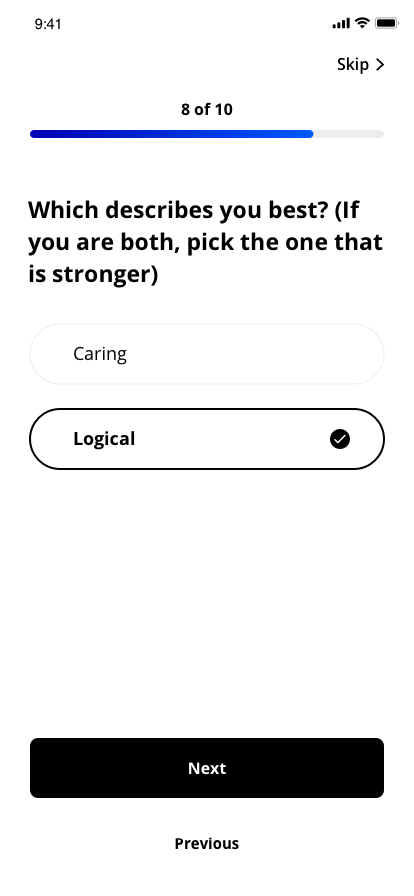 9:41
Skip
8 of 10
Which describes you best? (If
you are both, pick the one that
is stronger)
Caring
Logical
Next
Previous